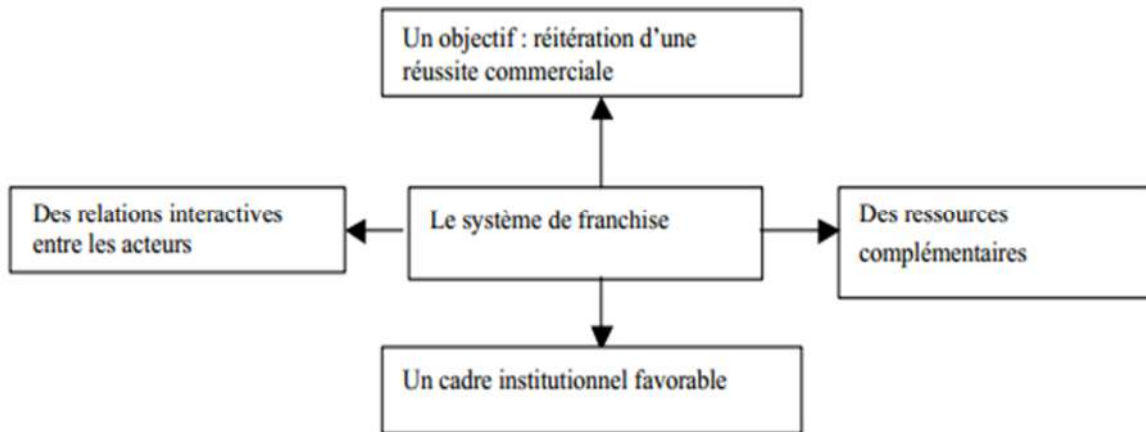 Un objectif : réitération d’une
réussite commerciale
Des relations interactives
entre les acteurs
Le système de franchise
Des ressources
complémentaires
Un cadre institutionnel favorable